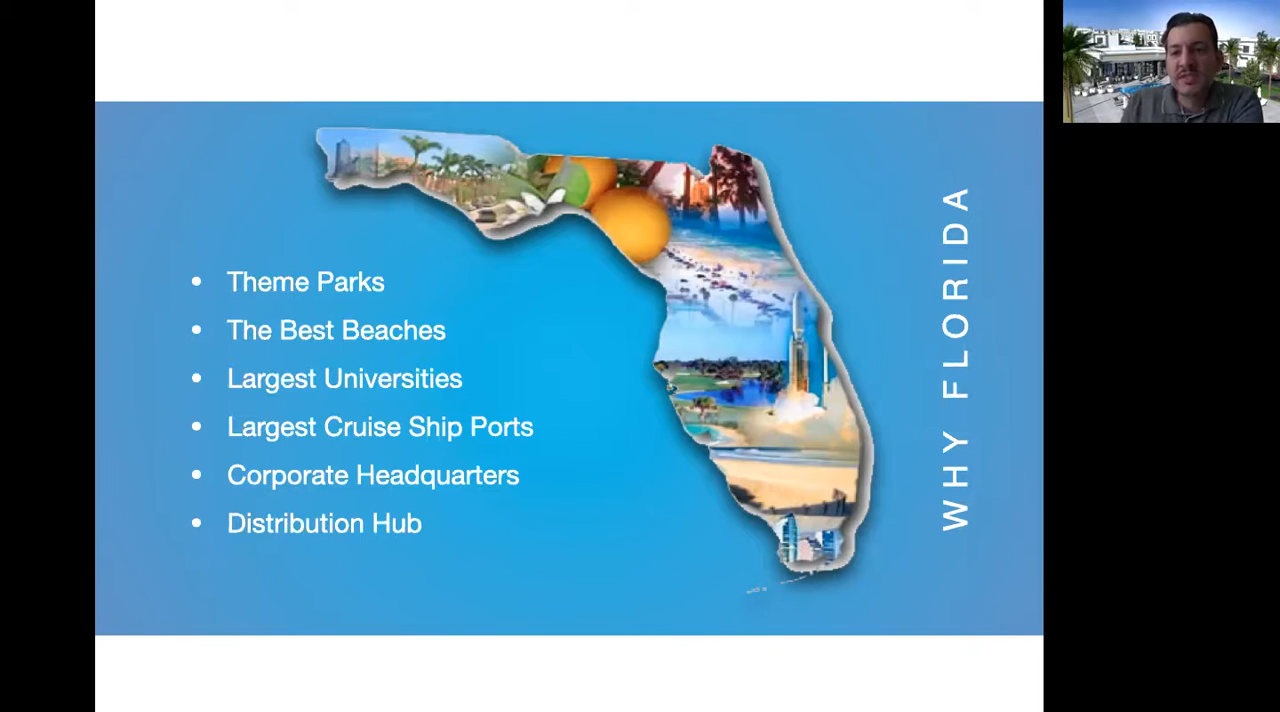 Theme Parks
The Best Beaches
Largest Universities
Largest Cruise Ship Ports
Corporate Headquarters
Distribution Hub
WHY FLORIDA